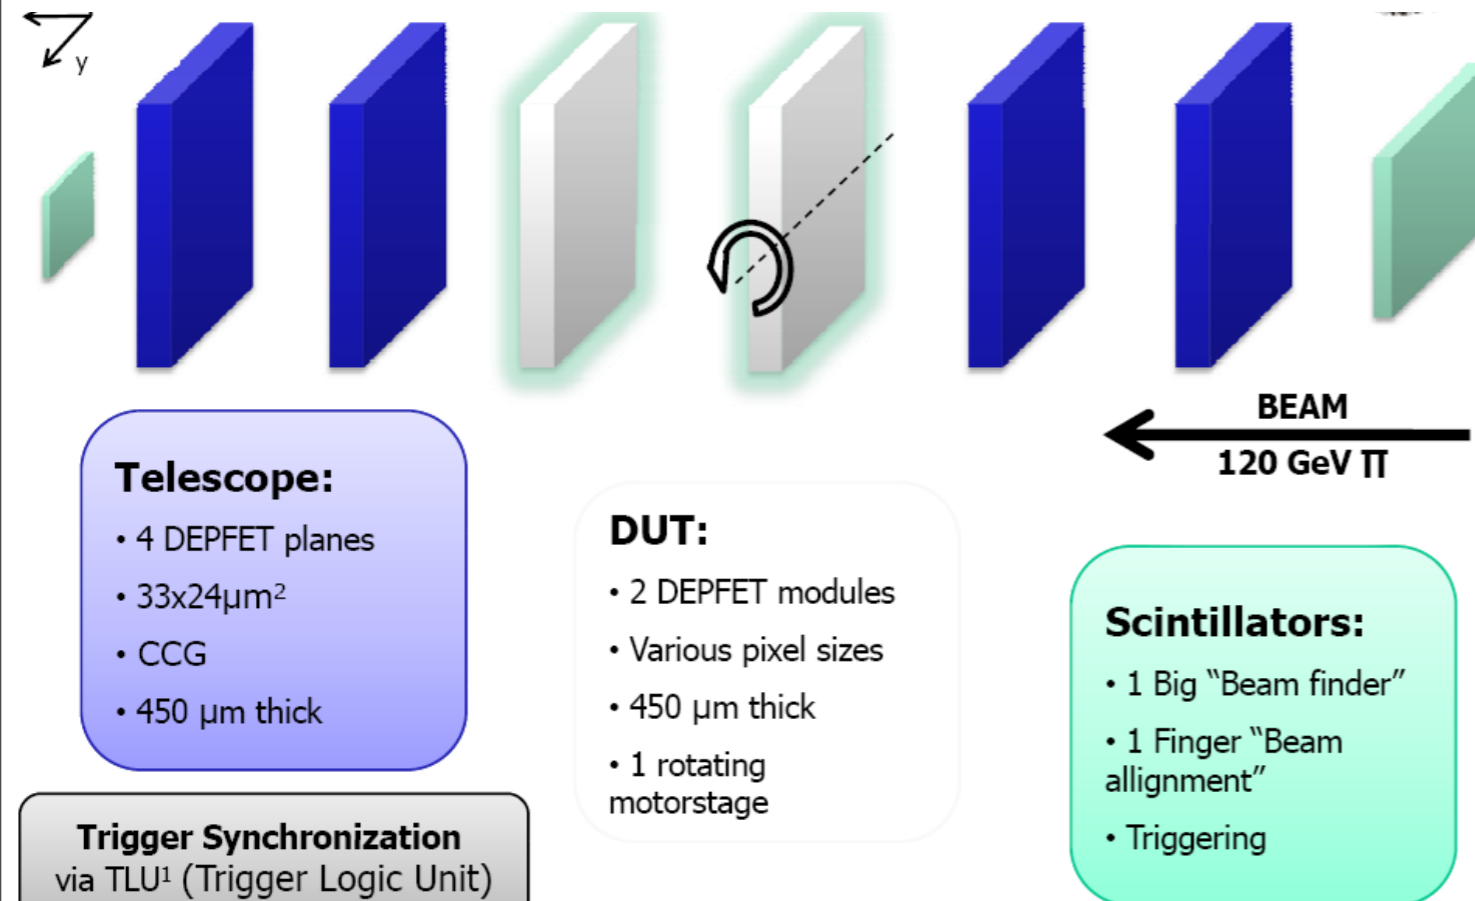 y
BEAM
120 GeV π
Telescope:
• 4 DEPFET planes
• 33x24µm²
• CCG
• 450 µm thick
DUT:
• 2 DEPFET modules
• Various pixel sizes
• 450 µm thick
• 1 rotating
motorstage
Scintillators:
• 1 Big “Beam finder”
• 1 Finger “Beam
allignment”
• Triggering
Trigger Synchronization
via TLU¹ (Trigger Logic Unit)